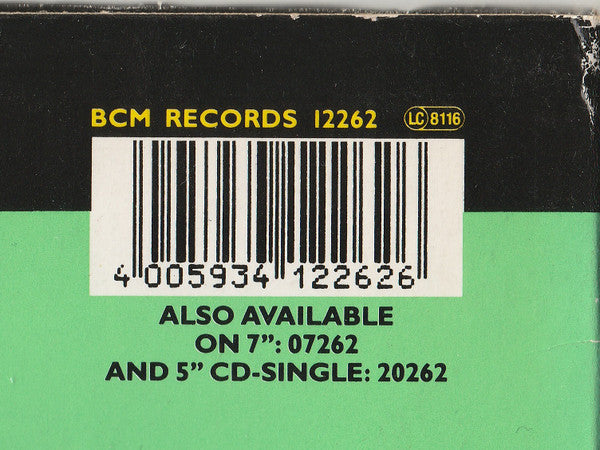 BCM RECORDS 12262 LC 8116
4 005934 122626
ALSO AVAILABLE
ON 7”: 07262
AND 5” CD-SINGLE: 20262